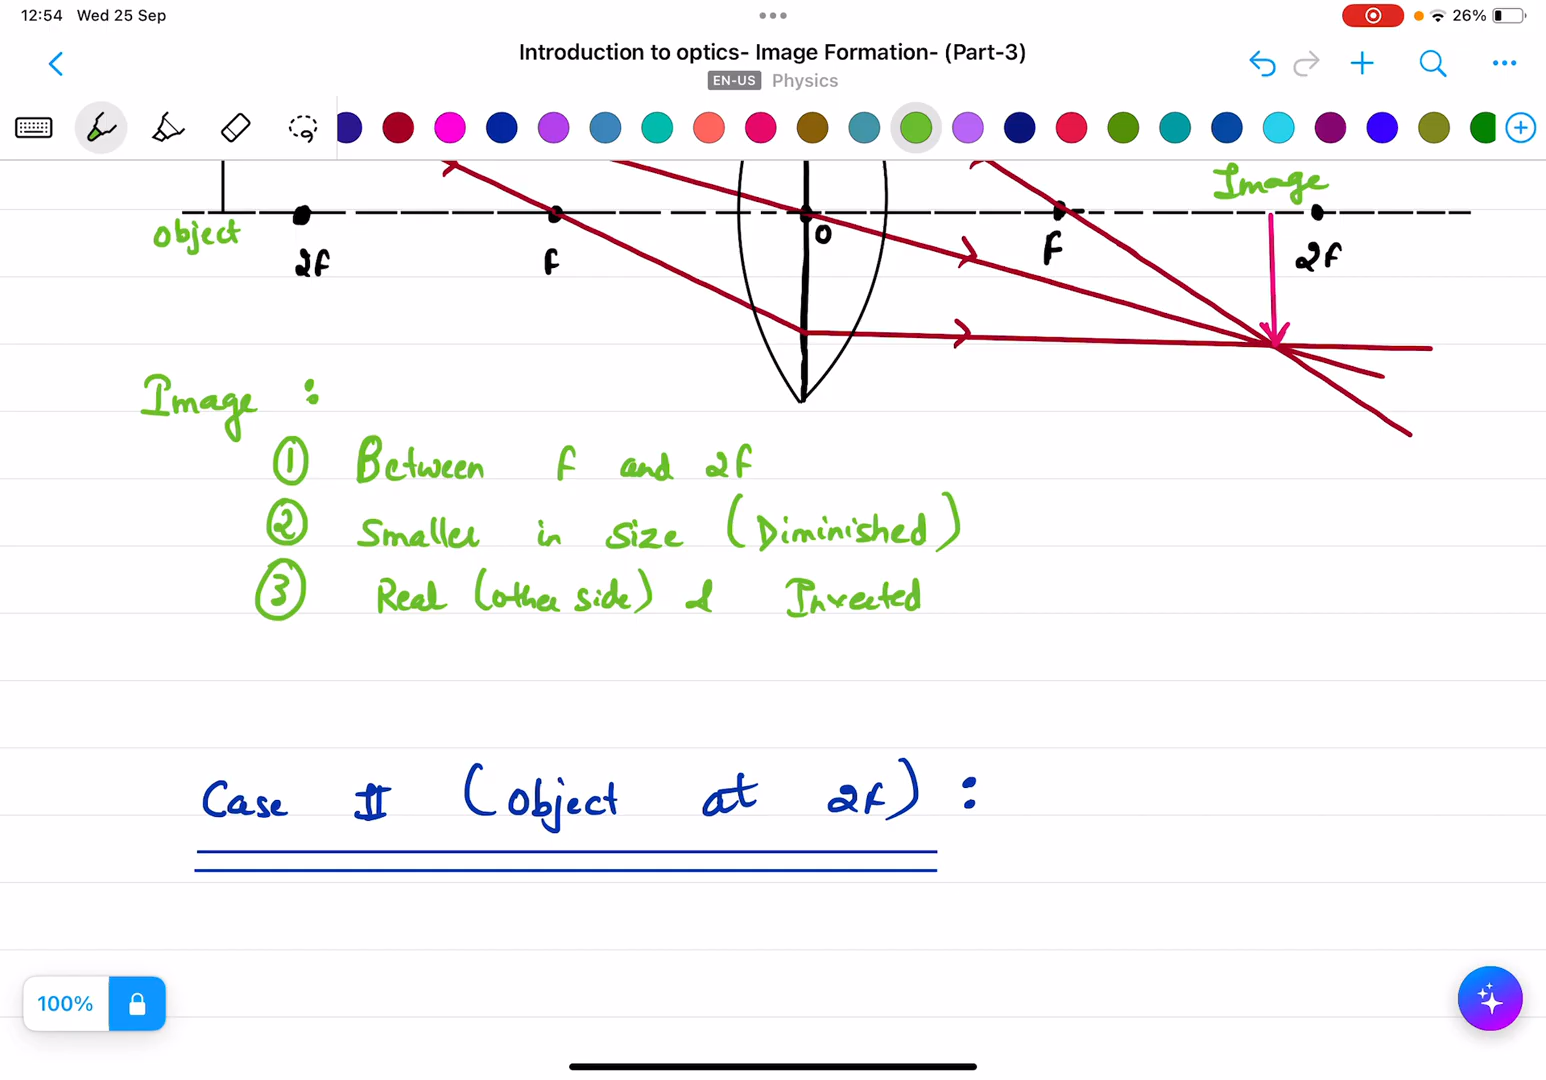 12:54 Wed 25 Sep
26%
Introduction to optics- Image Formation- (Part-3)
EN-US Physics
Image
object
O
2f
f
f
2f
Image :
① Between f and 2f
② Smaller in size (Diminished)
③ Real (other side) & Inverted
Case II (object at 2f) :
100%